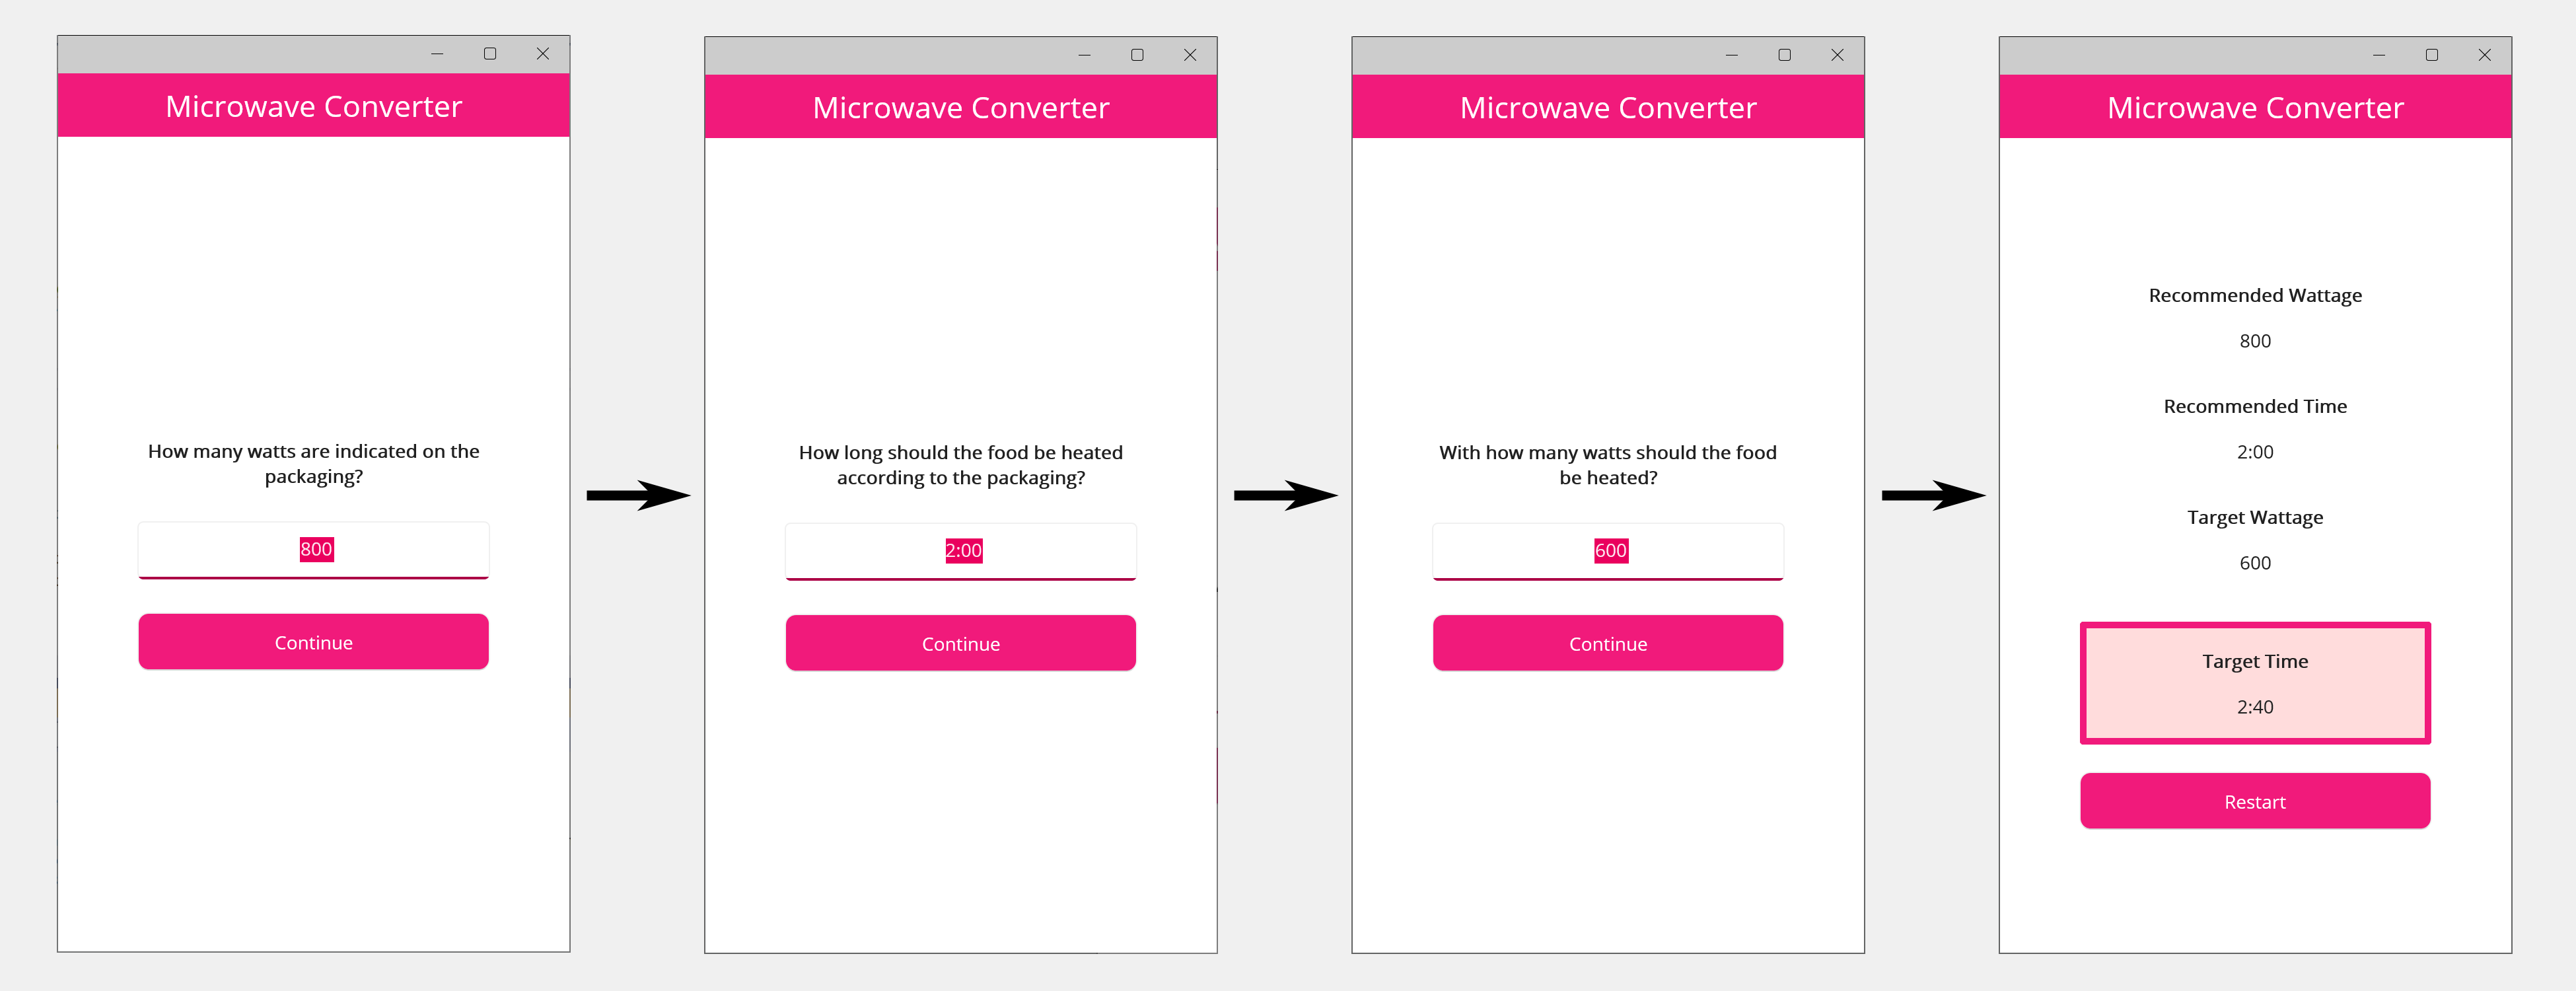 Microwave Converter
How many watts are indicated on the
packaging?
800
Continue
Microwave Converter
How long should the food be heated
according to the packaging?
2:00
Continue
Microwave Converter
With how many watts should the food
be heated?
600
Continue
Microwave Converter
Recommended Wattage
800
Recommended Time
2:00
Target Wattage
600
Target Time
2:40
Restart